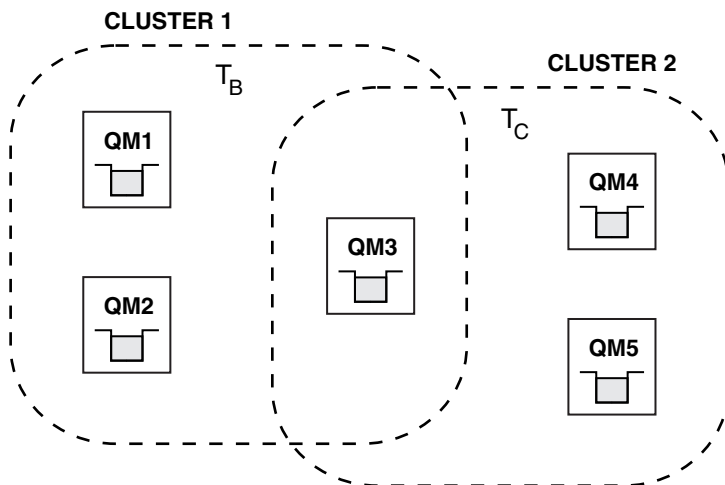 CLUSTER 1
CLUSTER 2
T_B
T_C
QM1
QM4
QM3
QM2
QM5